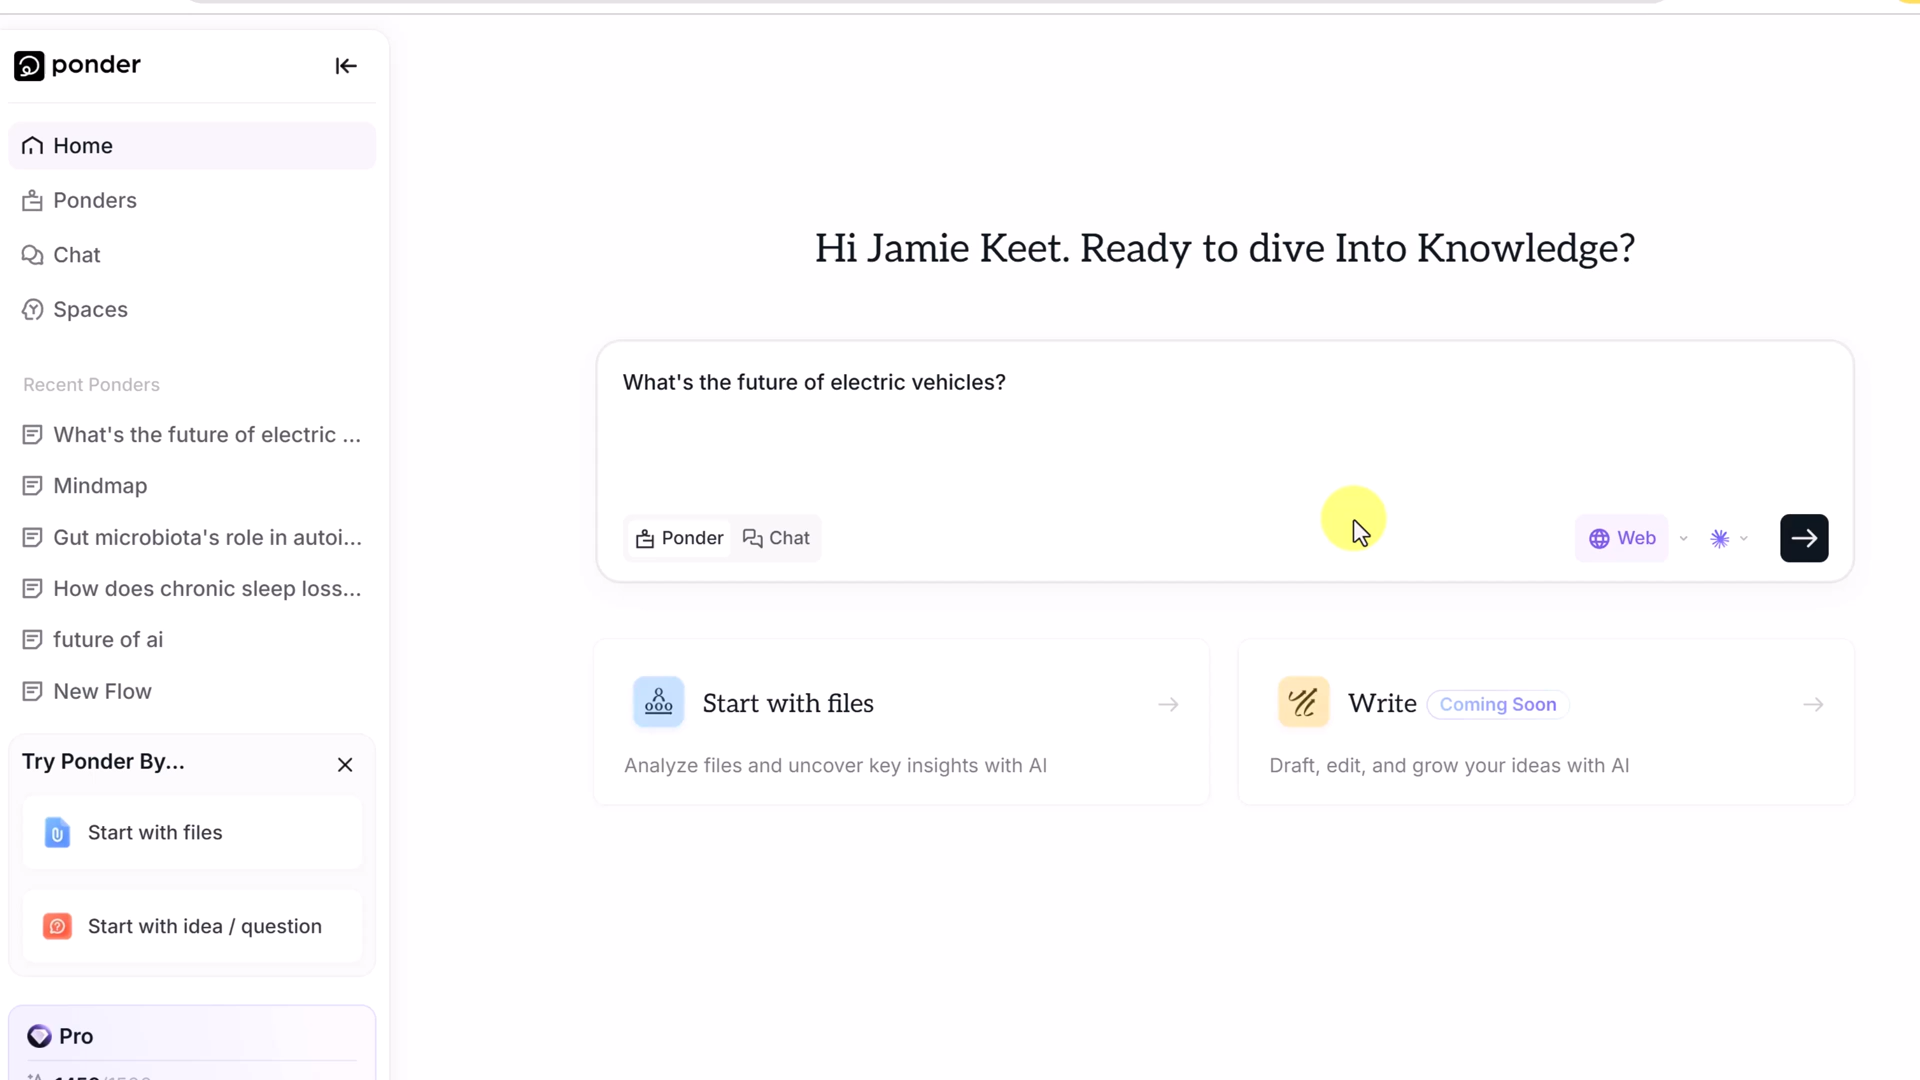 ponder
Home
Ponders
Chat
Spaces
Recent Ponders
What's the future of electric ...
Mindmap
Gut microbiota's role in autoi...
How does chronic sleep loss...
future of ai
New Flow
Try Ponder By...
Start with files
Start with idea / question
Pro
Hi Jamie Keet. Ready to dive Into Knowledge?
What's the future of electric vehicles?
Ponder Chat
Web
Start with files
Analyze files and uncover key insights with AI
Write Coming Soon
Draft, edit, and grow your ideas with AI